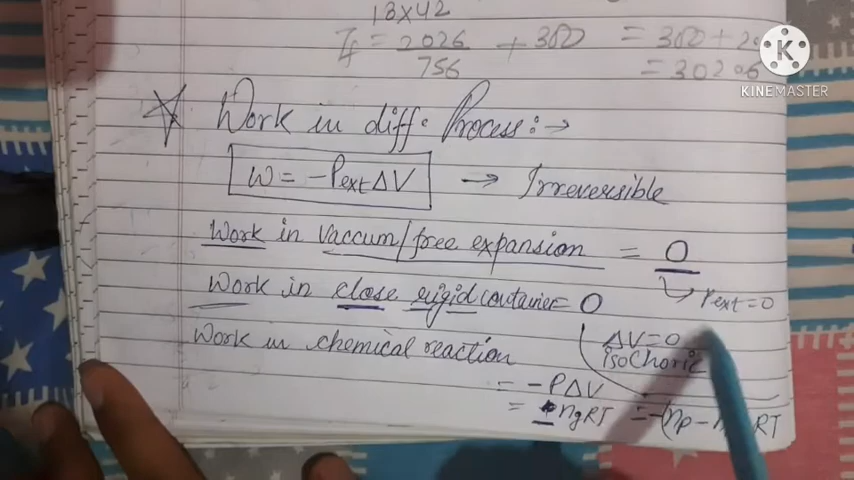 13x42
Tf = 2026 + 300 = 300 + 2.
756 = 302.6
KINEMASTER
Work in diff. Process:→
W = -Pext ΔV → Irreversible
Work in Vaccum/free expansion = 0
Pext = 0
Work in close rigid container = 0
ΔV = 0
isochoric
Work in chemical reaction
= -PΔV
= ngRT = -(np - RT